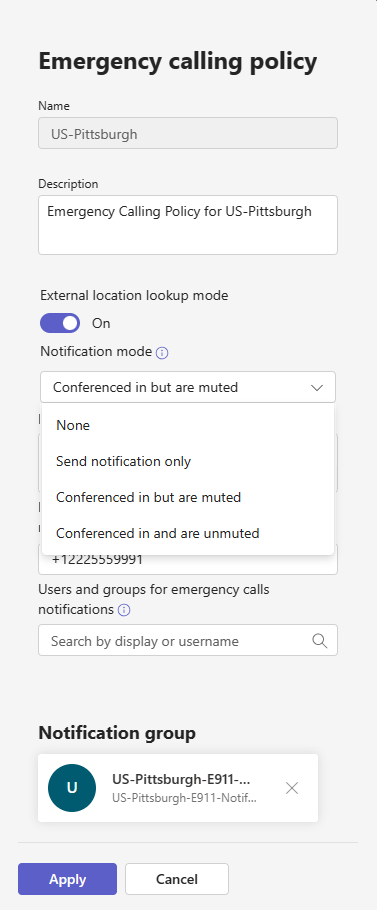 Emergency calling policy
Name
US-Pittsburgh
Description
Emergency Calling Policy for US-Pittsburgh
External location lookup mode
On
Notification mode
Conferenced in but are muted
None
Send notification only
Conferenced in but are muted
Conferenced in and are unmuted
+12225559991
Users and groups for emergency calls
notifications
Search by display or username
Notification group
U
US-Pittsburgh-E911-...
US-Pittsburgh-E911-Notif...
Apply
Cancel